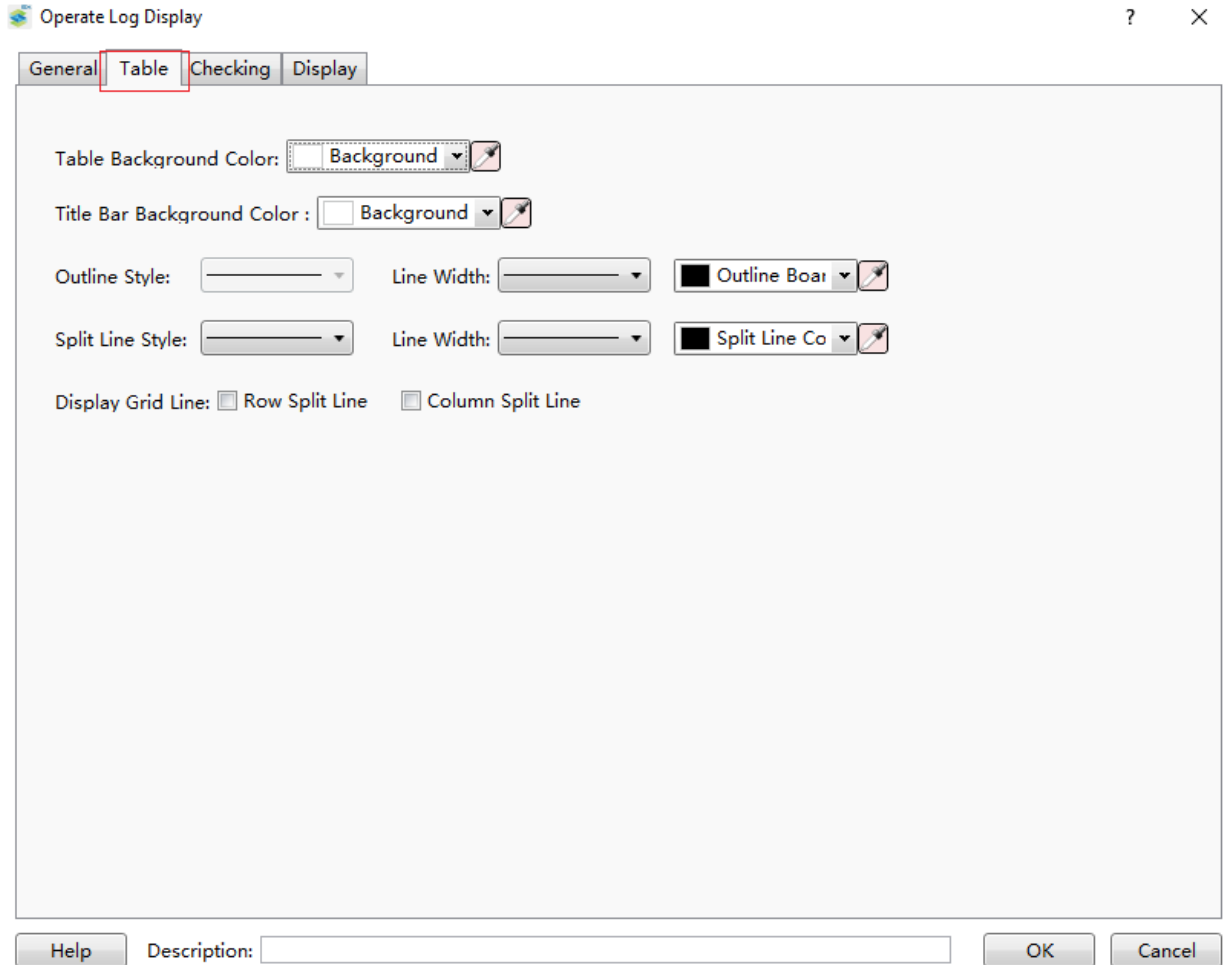 Operate Log Display ?
General Table Checking Display
Table Background Color: Background
Title Bar Background Color : Background
Outline Style: Line Width: Outline Boar
Split Line Style: Line Width: Split Line Co
Display Grid Line: Row Split Line Column Split Line
Help Description: OK Cancel